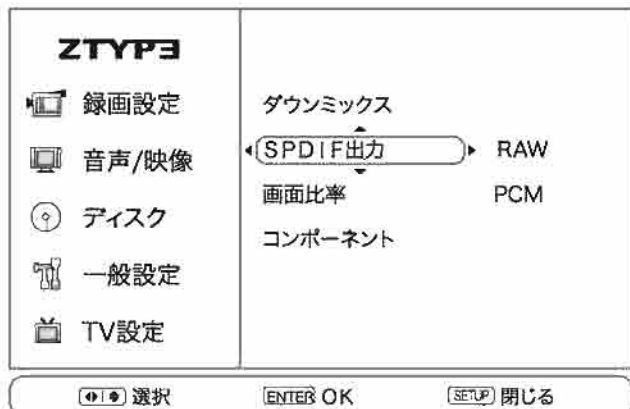 ZTYPE
録画設定
音声/映像
ディスク
一般設定
TV設定
ダウンミックス
SPDIF出力 RAW
画面比率 PCM
コンポーネント
選択 ENTER OK SETUP 閉じる